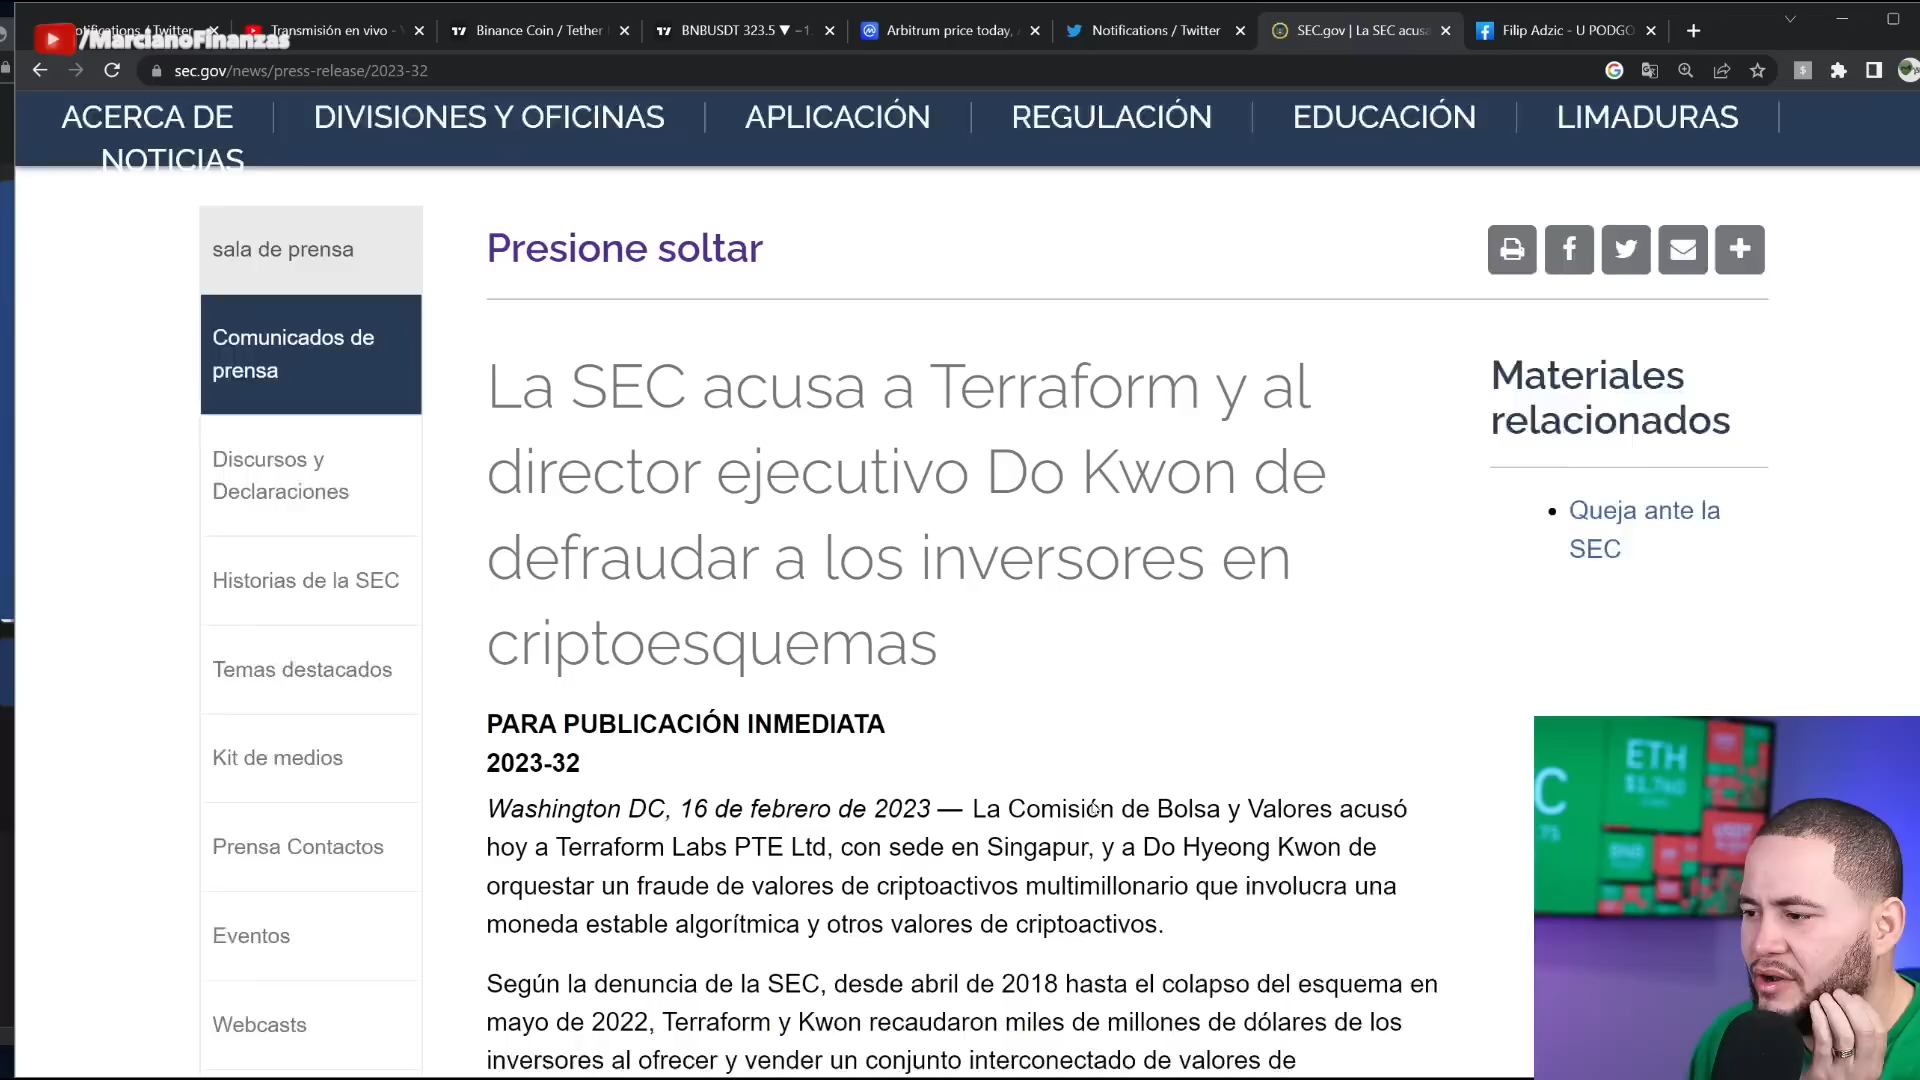 Notifications / Twitter
Transmisión en vivo -
Binance Coin / Tether
BNBUSDT 323.5 ▼ −1
Arbitrum price today,
Notifications / Twitter
SEC.gov | La SEC acusa
Filip Adzic - U PODGO
/MarcianoFinanzas
sec.gov/news/press-release/2023-32
ACERCA DE
DIVISIONES Y OFICINAS
APLICACIÓN
REGULACIÓN
EDUCACIÓN
LIMADURAS
NOTICIAS
sala de prensa
Comunicados de
prensa
Discursos y
Declaraciones
Historias de la SEC
Temas destacados
Kit de medios
Prensa Contactos
Eventos
Webcasts
Presione soltar
La SEC acusa a Terraform y al
director ejecutivo Do Kwon de
defraudar a los inversores en
criptoesquemas
PARA PUBLICACIÓN INMEDIATA
2023-32
Washington DC, 16 de febrero de 2023 — La Comisión de Bolsa y Valores acusó
hoy a Terraform Labs PTE Ltd, con sede en Singapur, y a Do Hyeong Kwon de
orquestar un fraude de valores de criptoactivos multimillonario que involucra una
moneda estable algorítmica y otros valores de criptoactivos.
Según la denuncia de la SEC, desde abril de 2018 hasta el colapso del esquema en
mayo de 2022, Terraform y Kwon recaudaron miles de millones de dólares de los
inversores al ofrecer y vender un conjunto interconectado de valores de
Materiales
relacionados
Queja ante la
SEC
ETH
$1,760
C
75
BNB